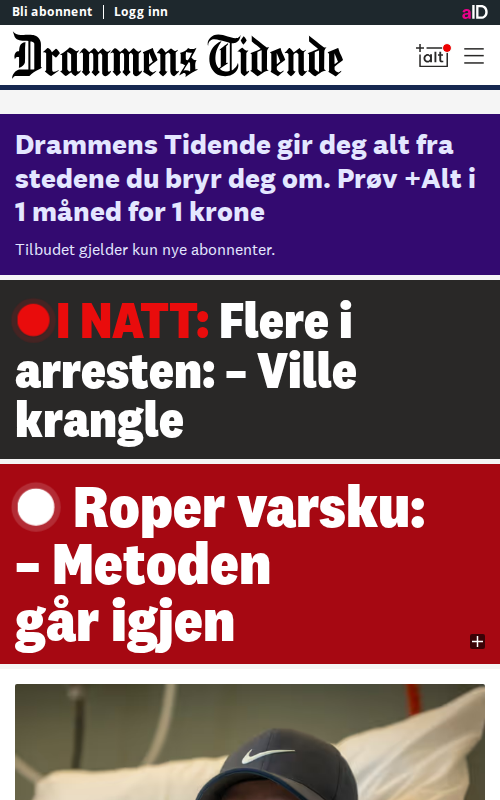 Bli abonnent
Logg inn
aID
Drammens Tidende
+alt
Drammens Tidende gir deg alt fra
stedene du bryr deg om. Prøv +Alt i
1 måned for 1 krone
Tilbudet gjelder kun nye abonnenter.
I NATT: Flere i
arresten: – Ville
krangle
Roper varsku:
– Metoden
går igjen